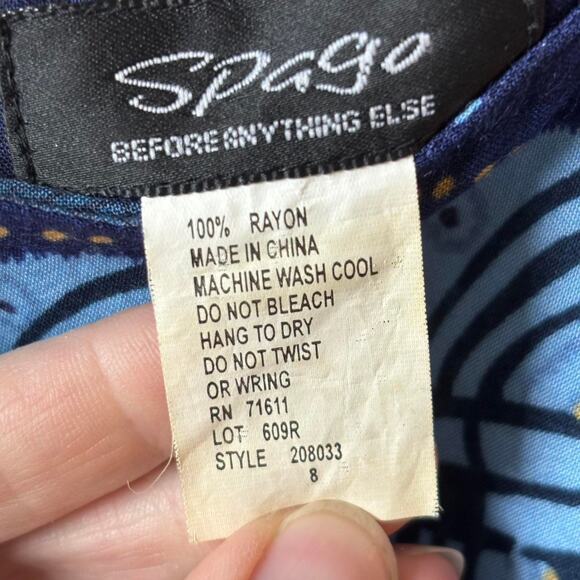 Spago
BEFORE ANYTHING ELSE
100% RAYON
MADE IN CHINA
MACHINE WASH COOL
DO NOT BLEACH
HANG TO DRY
DO NOT TWIST
OR WRING
RN 71611
LOT 609R
STYLE 208033
8